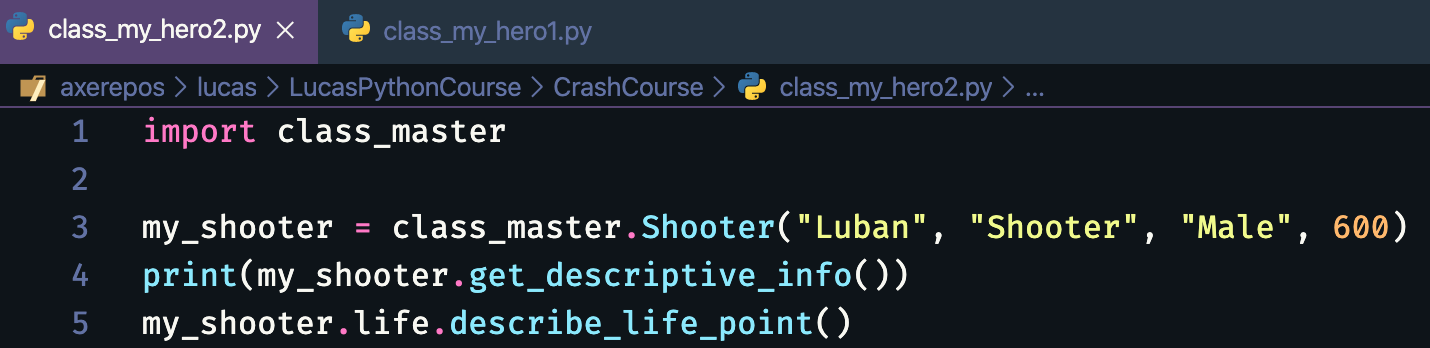 class_my_hero2.py × class_my_hero1.py
axerepos > lucas > LucasPythonCourse > CrashCourse > class_my_hero2.py > ...
1 import class_master
2
3 my_shooter = class_master.Shooter("Luban", "Shooter", "Male", 600)
4 print(my_shooter.get_descriptive_info())
5 my_shooter.life.describe_life_point()